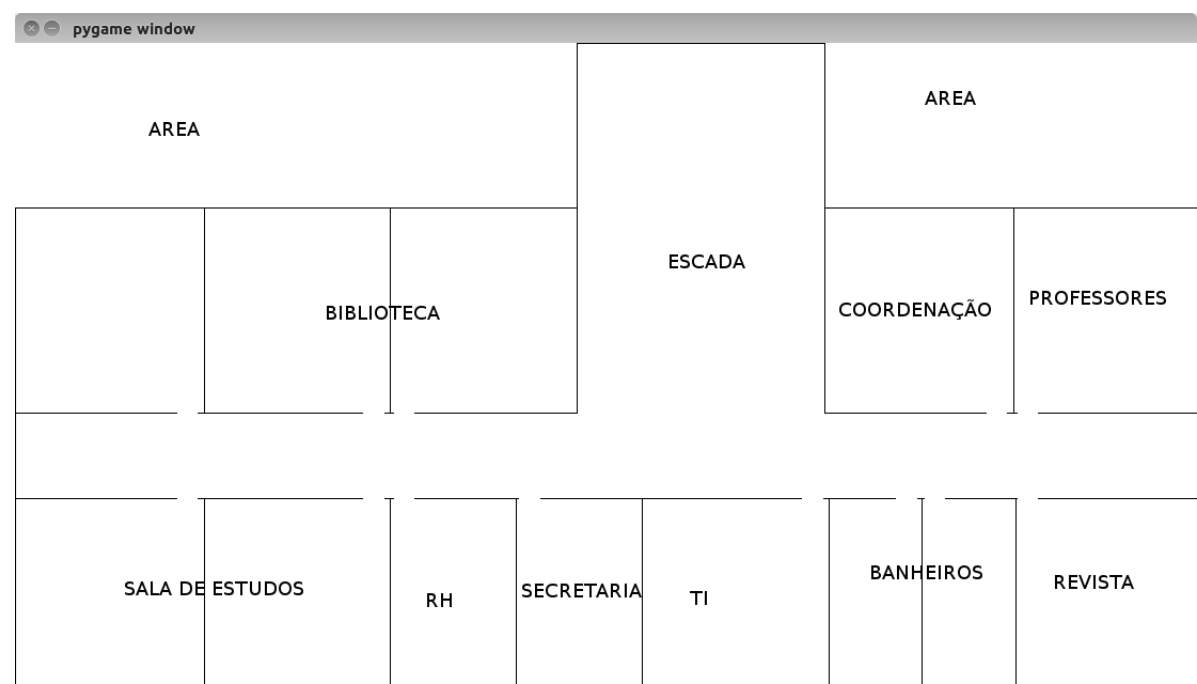 pygame window
AREA
AREA
ESCADA
BIBLIOTECA
COORDENAÇÃO
PROFESSORES
SALA DE ESTUDOS
RH
SECRETARIA
TI
BANHEIROS
REVISTA